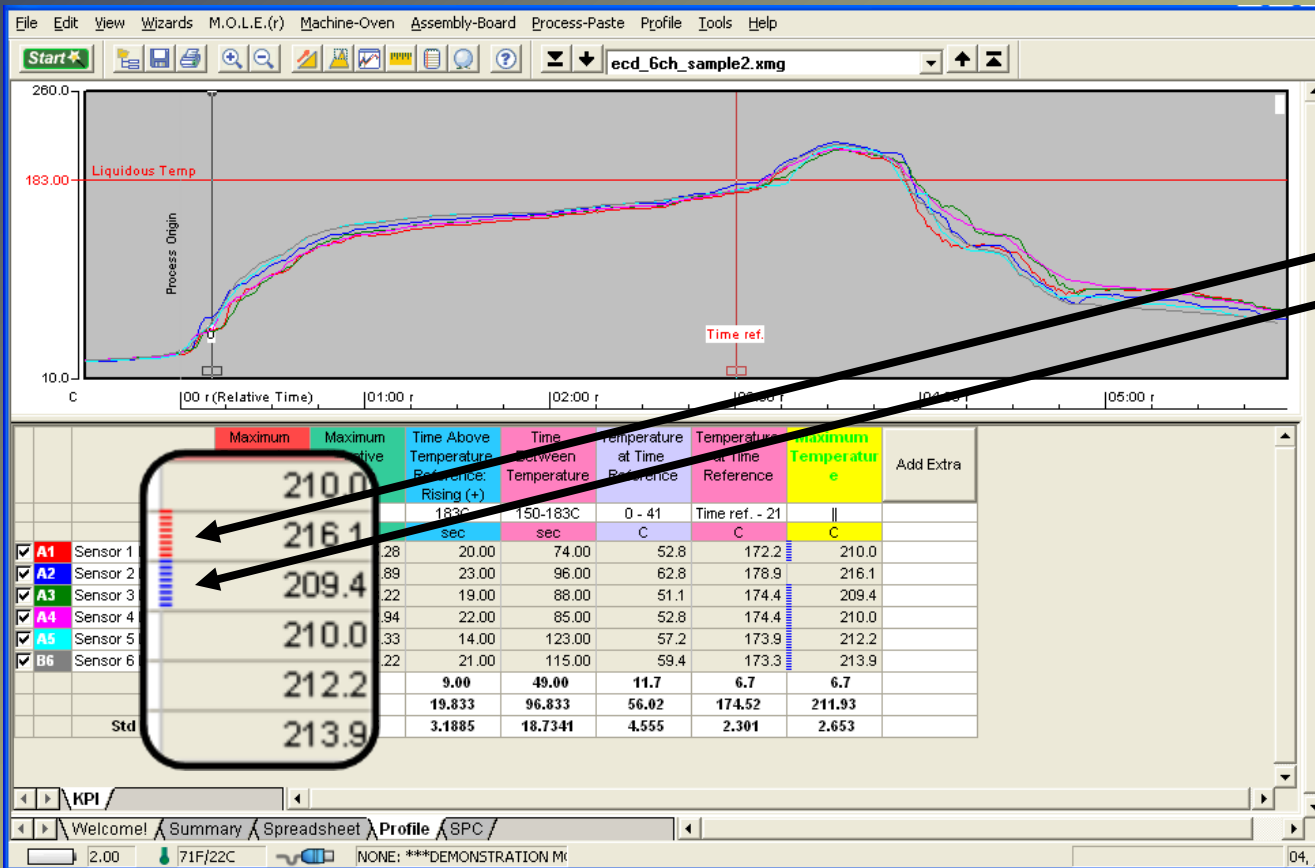 File Edit View Wizards M.O.L.E.(r) Machine-Oven Assembly-Board Process-Paste Profile Tools Help
Start ecd_6ch_sample2.xmg
260.0
Liquidous Temp
183.00
Process Origin
0
Time ref.
10.0
C 00 r (Relative Time) 01:00 r 02:00 r 05:00 r
Maximum Maximum Time Above Temperature Reference: Rising (+) Time Between Temperature Temperature at Time Reference Temperature at Time Reference Maximum Temperature Add Extra
183C 150-183C 0 - 41 Time ref. - 21 ||
sec sec C C C
A1 Sensor 1 .28 20.00 74.00 52.8 172.2 210.0
A2 Sensor 2 .89 23.00 96.00 62.8 178.9 216.1
A3 Sensor 3 .22 19.00 88.00 51.1 174.4 209.4
A4 Sensor 4 .94 22.00 85.00 52.8 174.4 210.0
A5 Sensor 5 .33 14.00 123.00 57.2 173.9 212.2
B6 Sensor 6 .22 21.00 115.00 59.4 173.3 213.9
9.00 49.00 11.7 6.7 6.7
19.833 96.833 56.02 174.52 211.93
Std 3.1885 18.7341 4.555 2.301 2.653
210.0
216.1
209.4
210.0
212.2
213.9
KPI
Welcome! Summary Spreadsheet Profile SPC
2.00 71F/22C NONE: ***DEMONSTRATION 04,